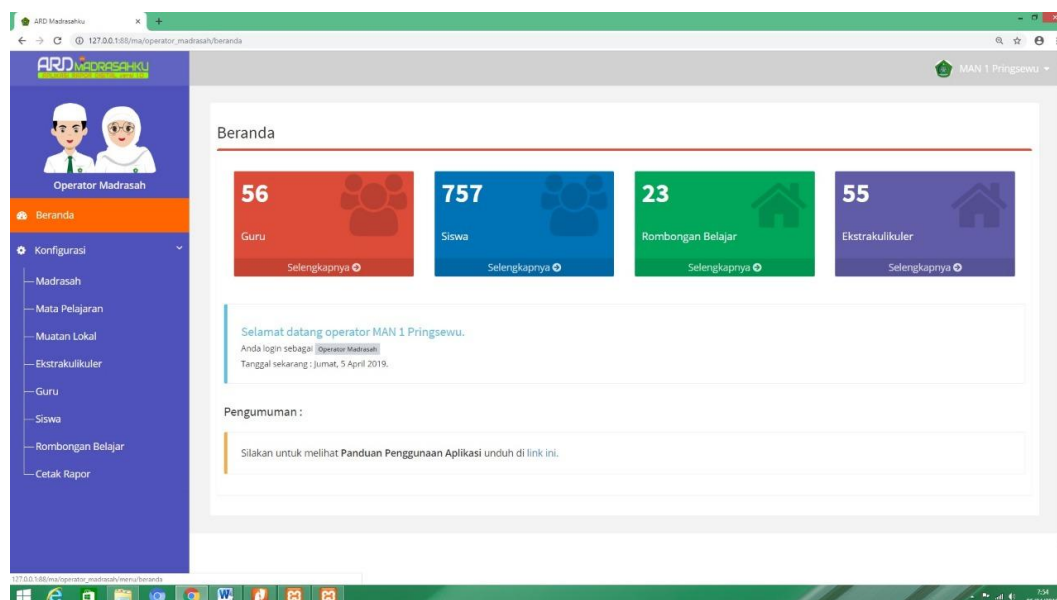 ARD Madrasahku
127.0.0.1:88/ma/operator_madrasah/beranda
ARD MADRASAHKU
MAN 1 Pringsewu
Operator Madrasah
Beranda
Konfigurasi
Madrasah
Mata Pelajaran
Muatan Lokal
Ekstrakulikuler
Guru
Siswa
Rombongan Belajar
Cetak Rapor
Beranda
56
Guru
Selengkapnya
757
Siswa
Selengkapnya
23
Rombongan Belajar
Selengkapnya
55
Ekstrakulikuler
Selengkapnya
Selamat datang operator MAN 1 Pringsewu.
Anda login sebagai Operator Madrasah
Tanggal sekarang : Jumat, 5 April 2019.
Pengumuman :
Silakan untuk melihat Panduan Penggunaan Aplikasi unduh di link ini.
127.0.0.1:88/ma/operator_madrasah/menu/beranda
7:54